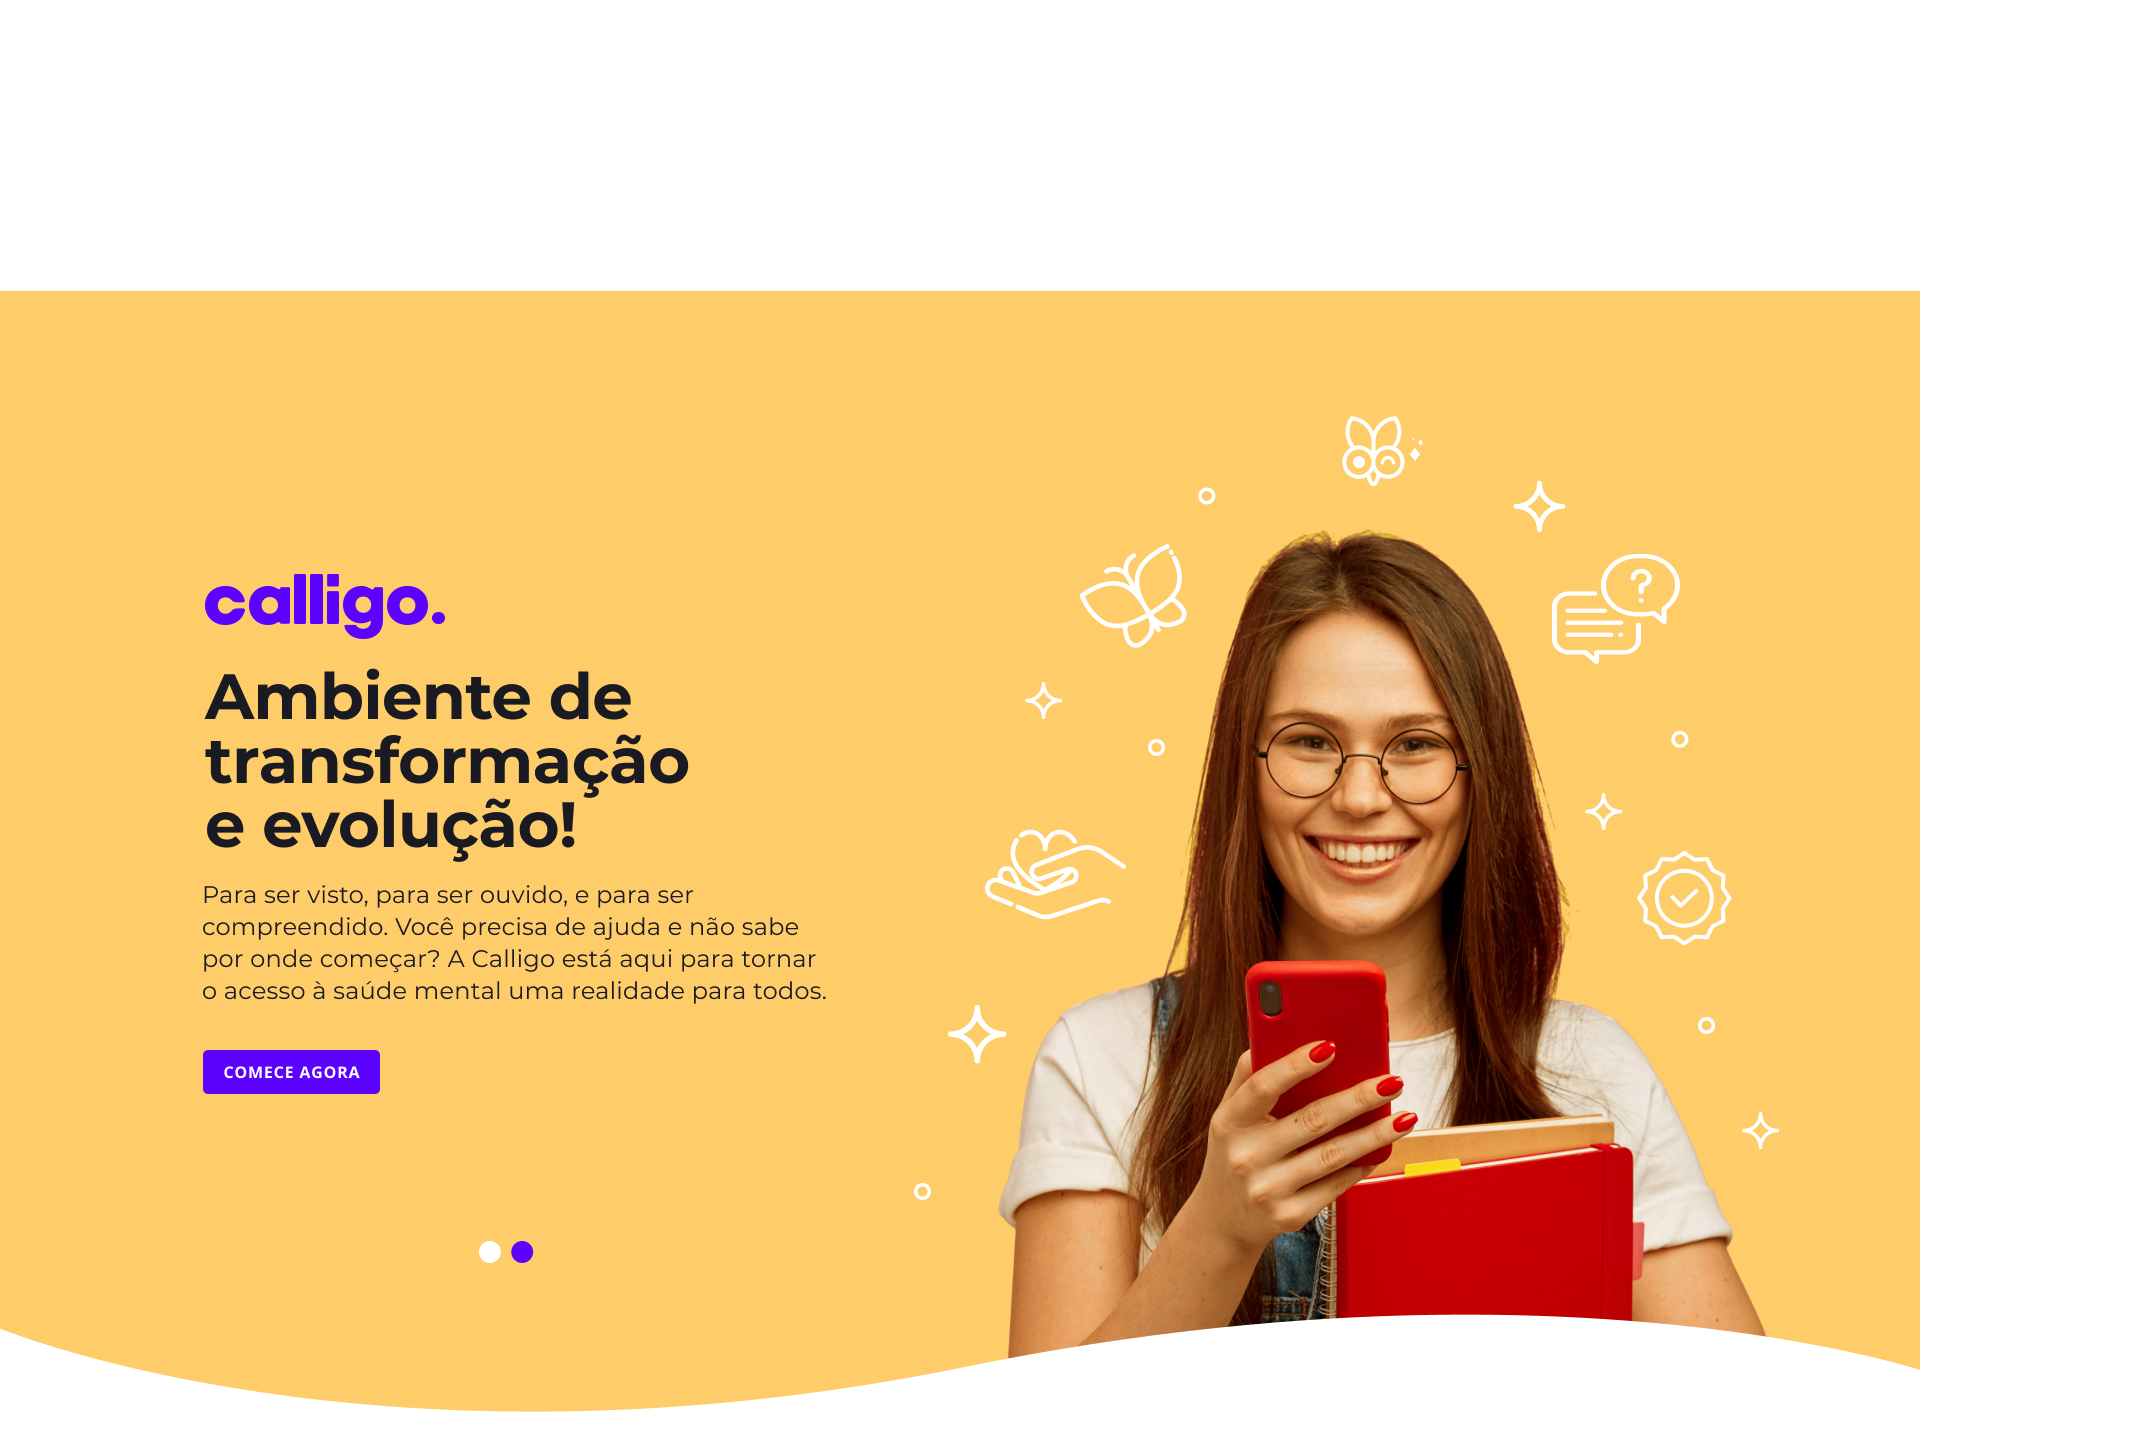 calligo.
Ambiente de
transformação
e evolução!
Para ser visto, para ser ouvido, e para ser
compreendido. Você precisa de ajuda e não sabe
por onde começar? A Calligo está aqui para tornar
o acesso à saúde mental uma realidade para todos.
COMECE AGORA
?